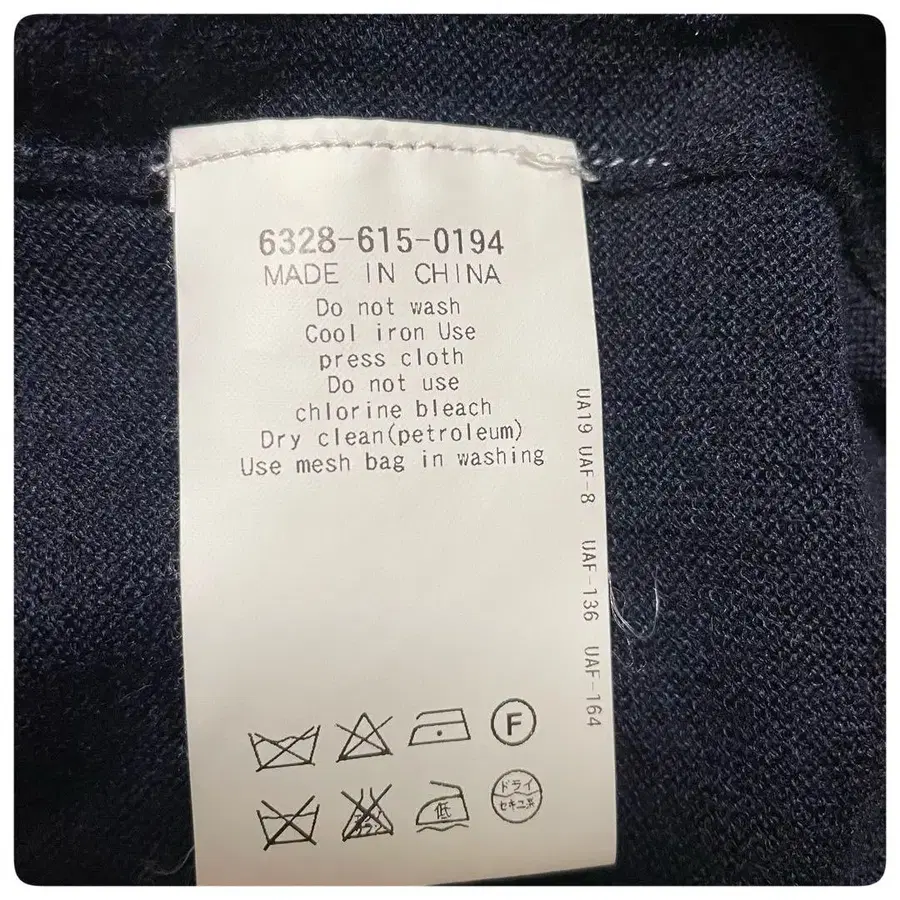 6328-615-0194
MADE IN CHINA
Do not wash
Cool iron Use
press cloth
Do not use
chlorine bleach
Dry clean(petroleum)
Use mesh bag in washing
UA19 UAF-8 UAF-136 UAF-164
F
低
ドライ
セキユ系